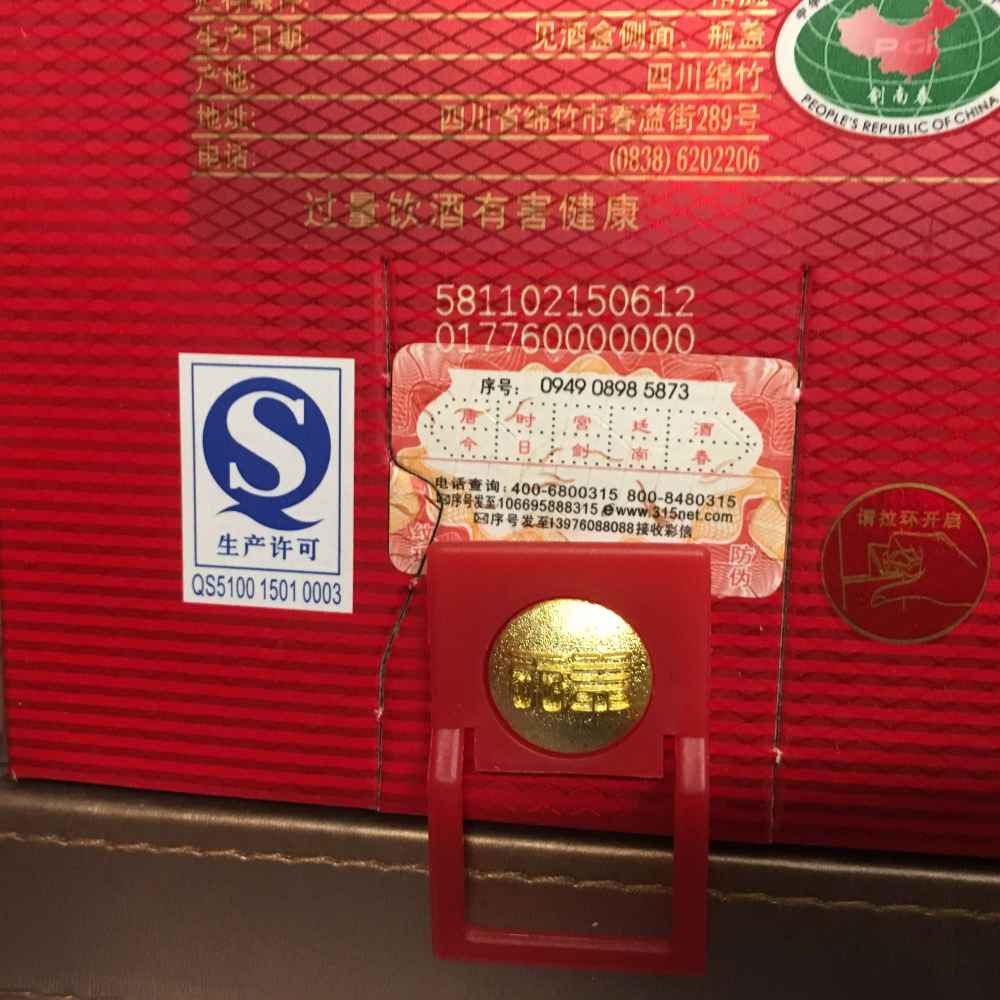 生产日期: 见酒盒侧面、瓶盖
产地: 四川绵竹
地址: 四川省绵竹市春溢街289号
电话: (0838) 6202206
过量饮酒有害健康
PGI
剑南春
PEOPLE'S REPUBLIC OF CHINA
581102150612
017760000000
序号: 0949 0898 5873
唐时宫廷酒
今日剑南春
电话查询: 400-6800315 800-8480315
序号发至106695888315 www.315net.com
序号发至13976088088接收彩信
防伪
S
生产许可
QS5100 1501 0003
请拉环开启